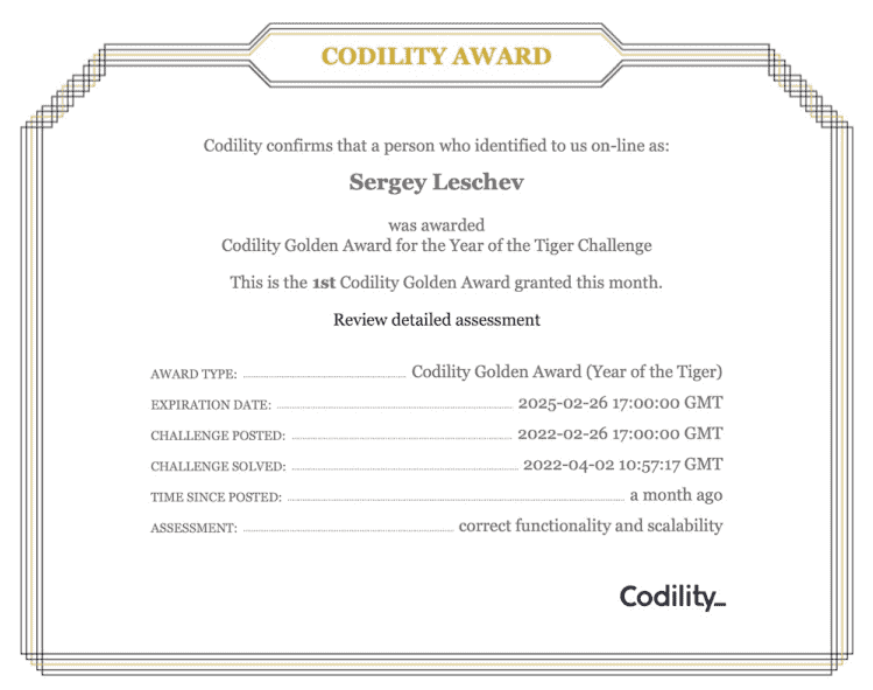 CODILITY AWARD
Codility confirms that a person who identified to us on-line as:
Sergey Leschev
was awarded
Codility Golden Award for the Year of the Tiger Challenge
This is the 1st Codility Golden Award granted this month.
Review detailed assessment
AWARD TYPE: Codility Golden Award (Year of the Tiger)
EXPIRATION DATE: 2025-02-26 17:00:00 GMT
CHALLENGE POSTED: 2022-02-26 17:00:00 GMT
CHALLENGE SOLVED: 2022-04-02 10:57:17 GMT
TIME SINCE POSTED: a month ago
ASSESSMENT: correct functionality and scalability
Codility_